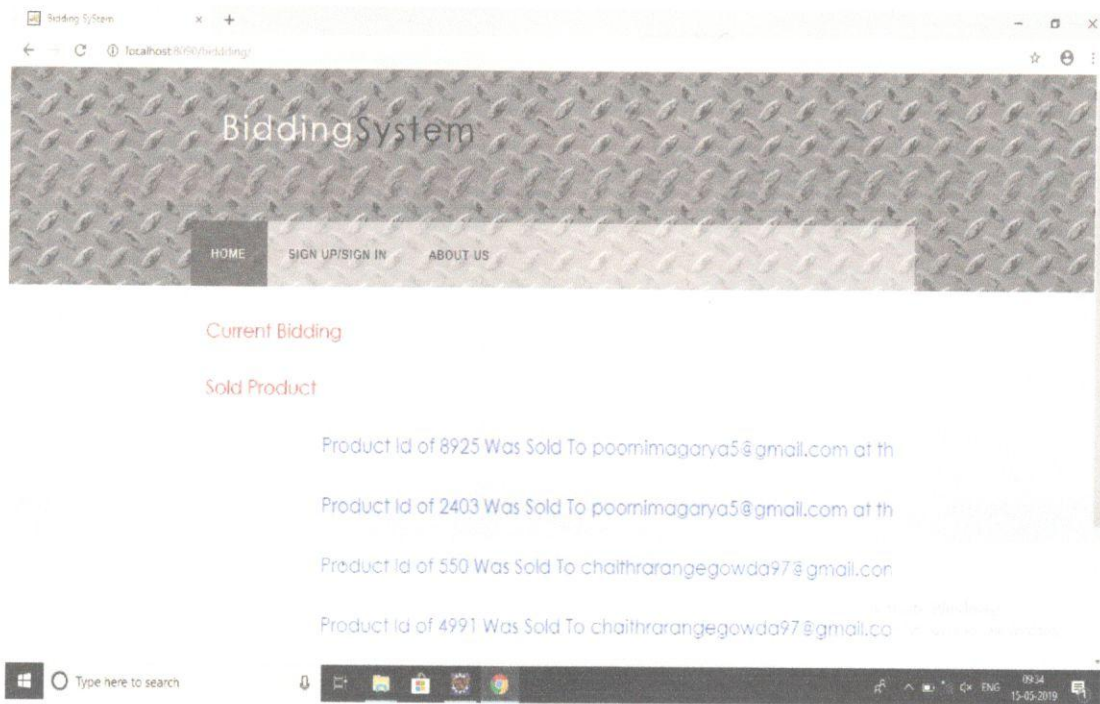 Bidding System
localhost:8090/bidding/
BiddingSystem
HOME SIGN UP/SIGN IN ABOUT US
Current Bidding
Sold Product
Product Id of 8925 Was Sold To poornimagarya5@gmail.com at th
Product Id of 2403 Was Sold To poornimagarya5@gmail.com at th
Product Id of 550 Was Sold To chaithrarangegowda97@gmail.con
Product Id of 4991 Was Sold To chaithrarangegowda97@gmail.co
Type here to search
ENG
09:34
15-05-2019